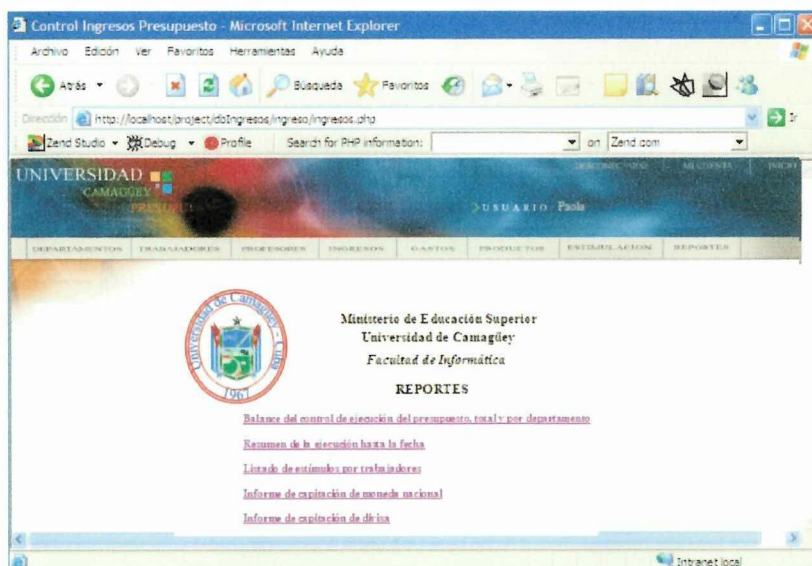 Control Ingresos Presupuesto - Microsoft Internet Explorer
Archivo Edición Ver Favoritos Herramientas Ayuda
Atrás Búsqueda Favoritos
Dirección http://localhost/project/dbIngresos/ingreso/ingresos.php Ir
Zend Studio Debug Profile Search for PHP information: on Zend.com
MI CUENTA INICIO
UNIVERSIDAD
CAMAGÜEY
USUARIO Paola
DEPARTAMENTOS TRABAJADORES PROFESORES INGRESOS GASTOS PRODUCTOS ESTIMULACION REPORTES
Universidad de Camagüey - Cuba
1967
Ministerio de Educación Superior
Universidad de Camagüey
Facultad de Informática
REPORTES
Balance del control de ejecución del presupuesto, total y por departamento
Resumen de la ejecución hasta la fecha
Listado de estímulos por trabajadores
Informe de captación de moneda nacional
Informe de captación de divisa
Intranet local